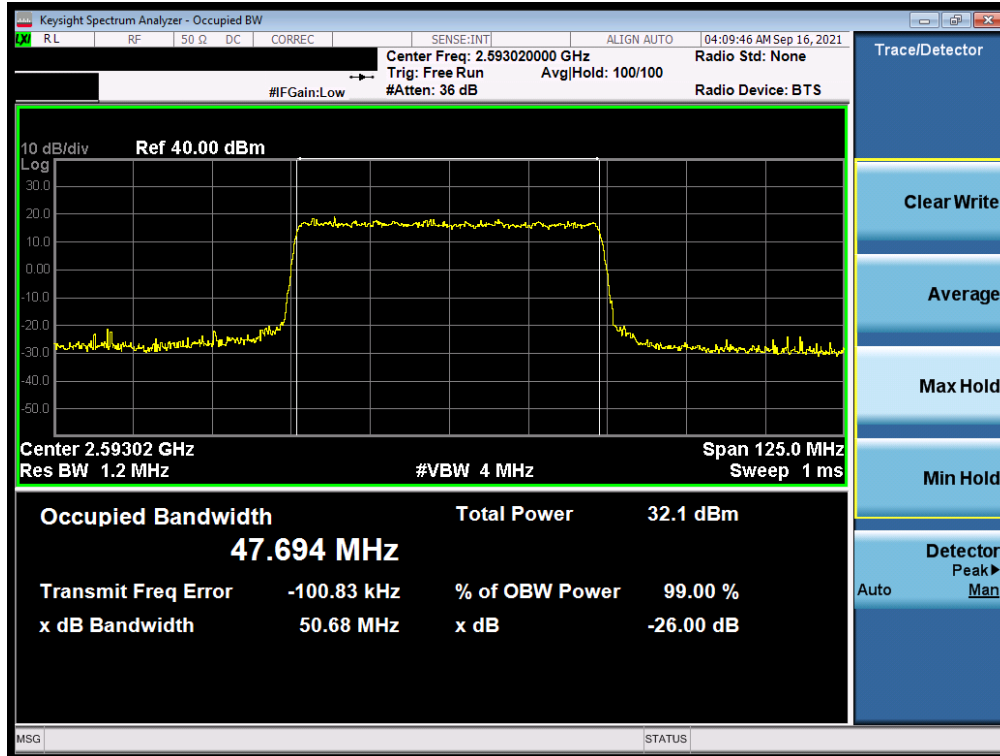 Keysight Spectrum Analyzer - Occupied BW
LXI RL RF 50 Ω DC CORREC SENSE:INT ALIGN AUTO 04:09:46 AM Sep 16, 2021
Center Freq: 2.593020000 GHz Radio Std: None
Trig: Free Run Avg|Hold: 100/100
#IFGain:Low #Atten: 36 dB Radio Device: BTS
10 dB/div Ref 40.00 dBm
Log
30.0
20.0
10.0
0.00
-10.0
-20.0
-30.0
-40.0
-50.0
Center 2.59302 GHz Span 125.0 MHz
Res BW 1.2 MHz #VBW 4 MHz Sweep 1 ms
Occupied Bandwidth Total Power 32.1 dBm
47.694 MHz
Transmit Freq Error -100.83 kHz % of OBW Power 99.00 %
x dB Bandwidth 50.68 MHz x dB -26.00 dB
MSG STATUS
Trace/Detector
Clear Write
Average
Max Hold
Min Hold
Detector
Peak▶
Auto Man